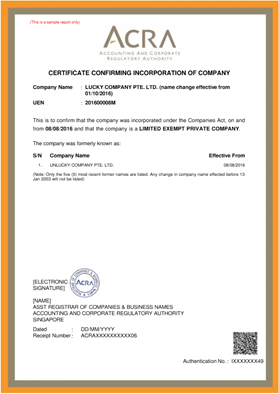 (This is a sample report only)
ACRA
ACCOUNTING AND CORPORATE
REGULATORY AUTHORITY
CERTIFICATE CONFIRMING INCORPORATION OF COMPANY
Company Name : LUCKY COMPANY PTE. LTD. (name change effective from
01/10/2016)
UEN : 201600008M
This is to confirm that the company was incorporated under the Companies Act, on and
from 08/08/2016 and that the company is a LIMITED EXEMPT PRIVATE COMPANY.
The company was formerly known as:
S/N Company Name Effective From
1. UNLUCKY COMPANY PTE. LTD. 08/08/2016
(Note: Only the five (5) most recent former names are listed. Any change in company name effected before 13
Jan 2003 will not be listed)
[ELECTRONIC
SIGNATURE]
ACRA
[NAME]
ASST REGISTRAR OF COMPANIES & BUSINESS NAMES
ACCOUNTING AND CORPORATE REGULATORY AUTHORITY
SINGAPORE
Dated : DD/MM/YYYY
Receipt Number : ACRAXXXXXXXXXX06
Authentication No. : IXXXXXXX49